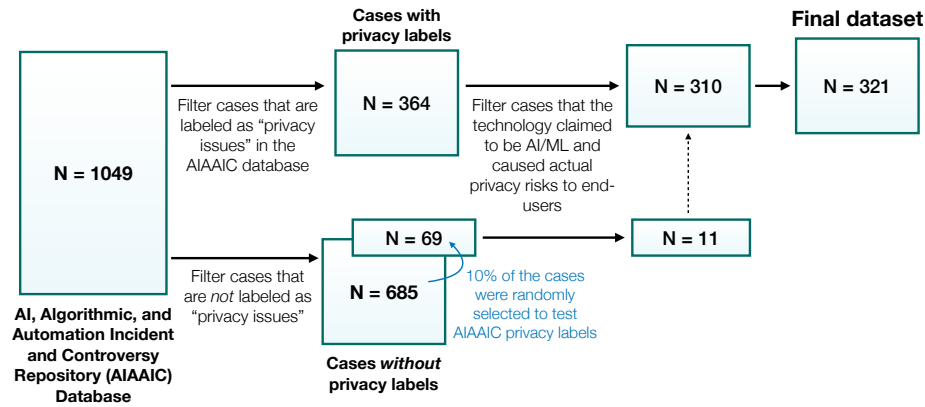 Cases with
privacy labels
Final dataset
N = 1049
N = 364
N = 310
N = 321
Filter cases that are
labeled as “privacy
issues” in the
AIAAIC database
Filter cases that the
technology claimed
to be AI/ML and
caused actual
privacy risks to end-
users
N = 69
N = 11
Filter cases that
are not labeled as
“privacy issues”
N = 685
10% of the cases
were randomly
selected to test
AIAAIC privacy labels
AI, Algorithmic, and
Automation Incident
and Controversy
Repository (AIAAIC)
Database
Cases without
privacy labels